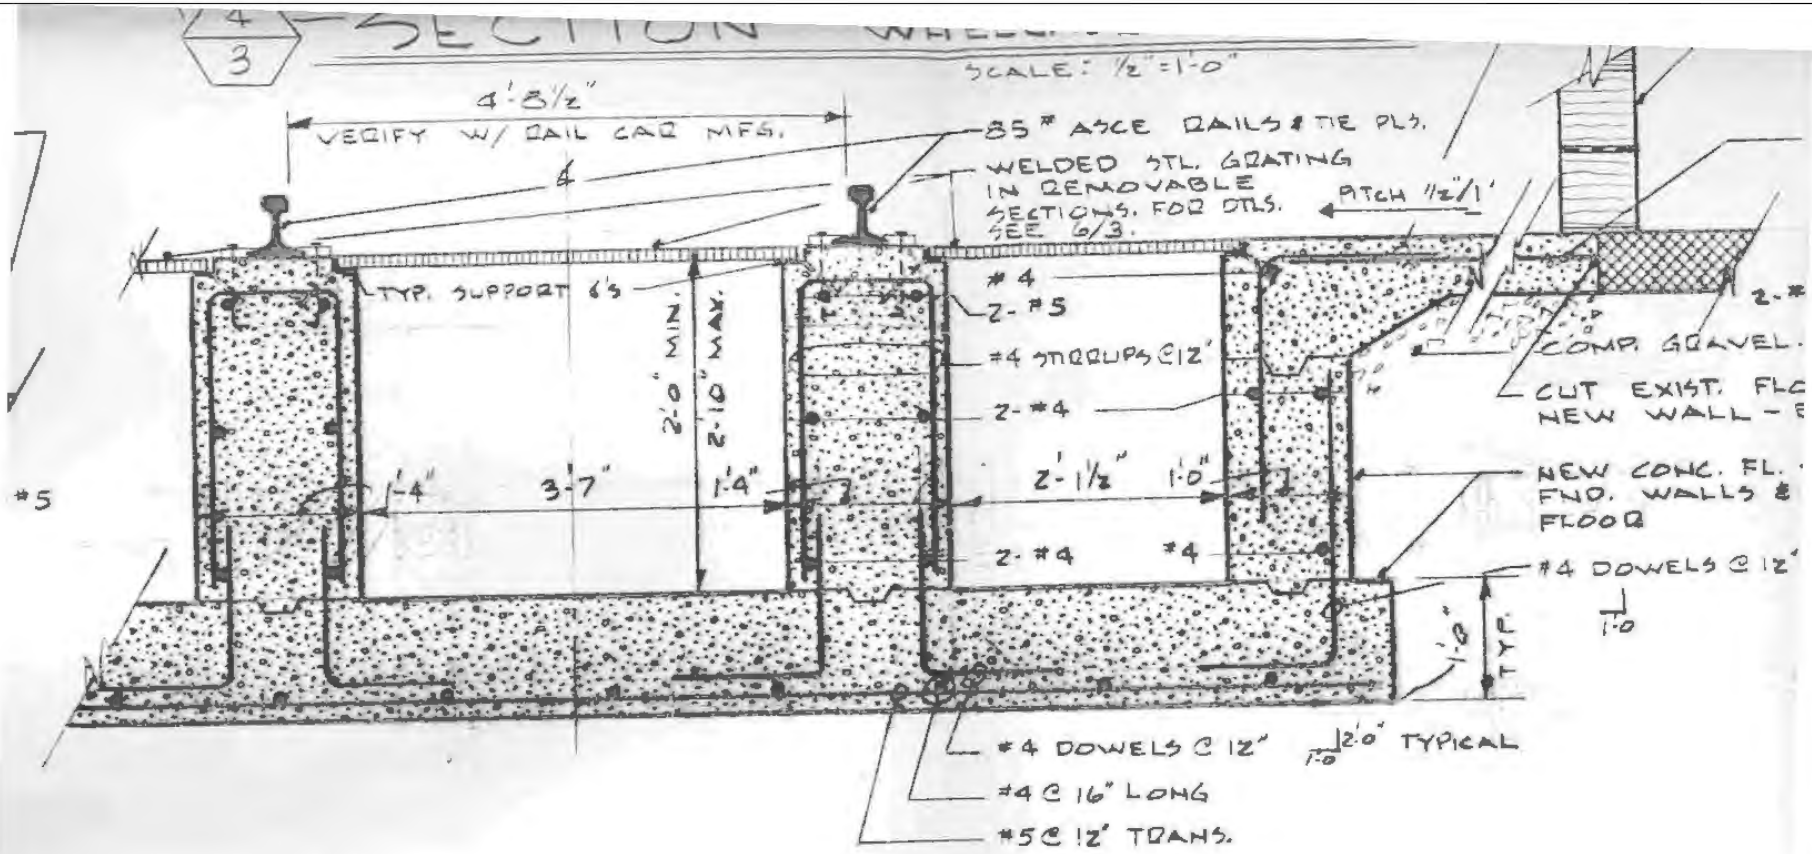 4
3
SECTION
SCALE: 1/2" = 1'-0"
4'-8 1/2"
VERIFY W/ RAIL CAR MFG.
85# ASCE RAILS & TIE PLS.
WELDED STL. GRATING
IN REMOVABLE
SECTIONS. FOR DTLS.
SEE 6/3.
PITCH 1/2"/1'
TYP. SUPPORT L'S
2'-0" MIN.
2'-10" MAX.
#4
2-#5
#4 STIRRUPS @ 12"
2-#4
2-#
COMP. GRAVEL.
CUT EXIST.
NEW WALL -
#5
1'-4"
3'-7"
1'-4"
2'-1 1/2"
1'-0"
NEW CONC. FL.
FND. WALLS &
FLOOR
2-#4
#4
#4 DOWELS @ 12"
1'-0
1'-0"
TYP.
#4 DOWELS @ 12" 1'-0 2'-0" TYPICAL
#4 @ 16" LONG
#5 @ 12" TRANS.